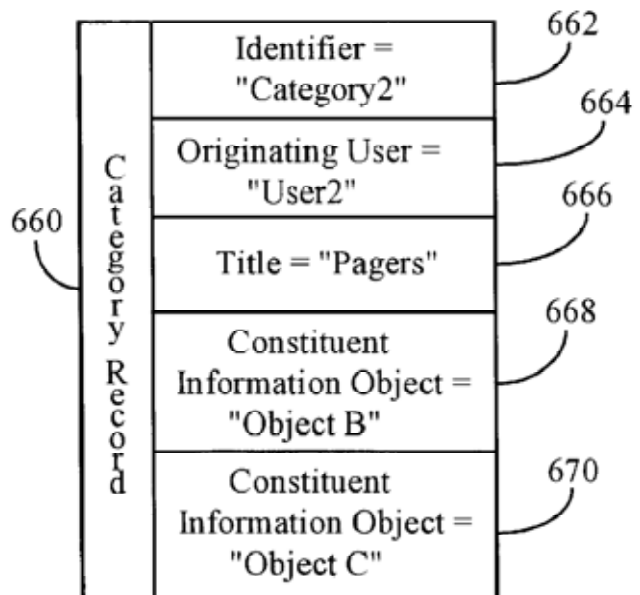 662
Identifier =
"Category2"
664
Originating User =
"User2"
666
660
Category Record
Title = "Pagers"
668
Constituent
Information Object =
"Object B"
670
Constituent
Information Object =
"Object C"